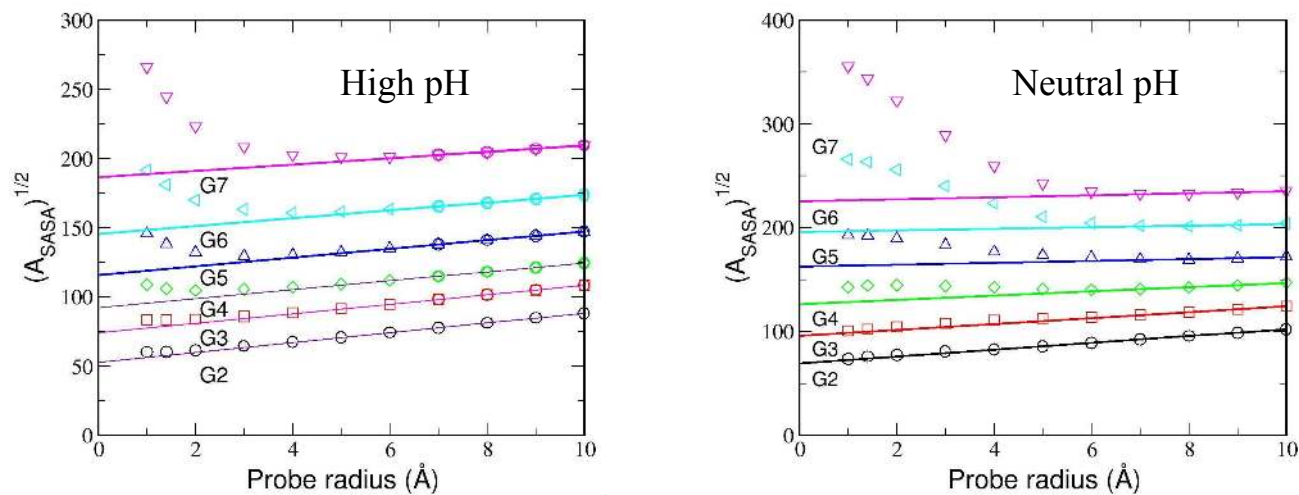 300
250
200
150
100
50
0
(A_SASA)^1/2
High pH
G7
G6
G5
G4
G3
G2
0 2 4 6 8 10
Probe radius (Å)
400
300
200
100
0
(A_SASA)^1/2
Neutral pH
G7
G6
G5
G4
G3
G2
0 2 4 6 8 10
Probe radius (Å)